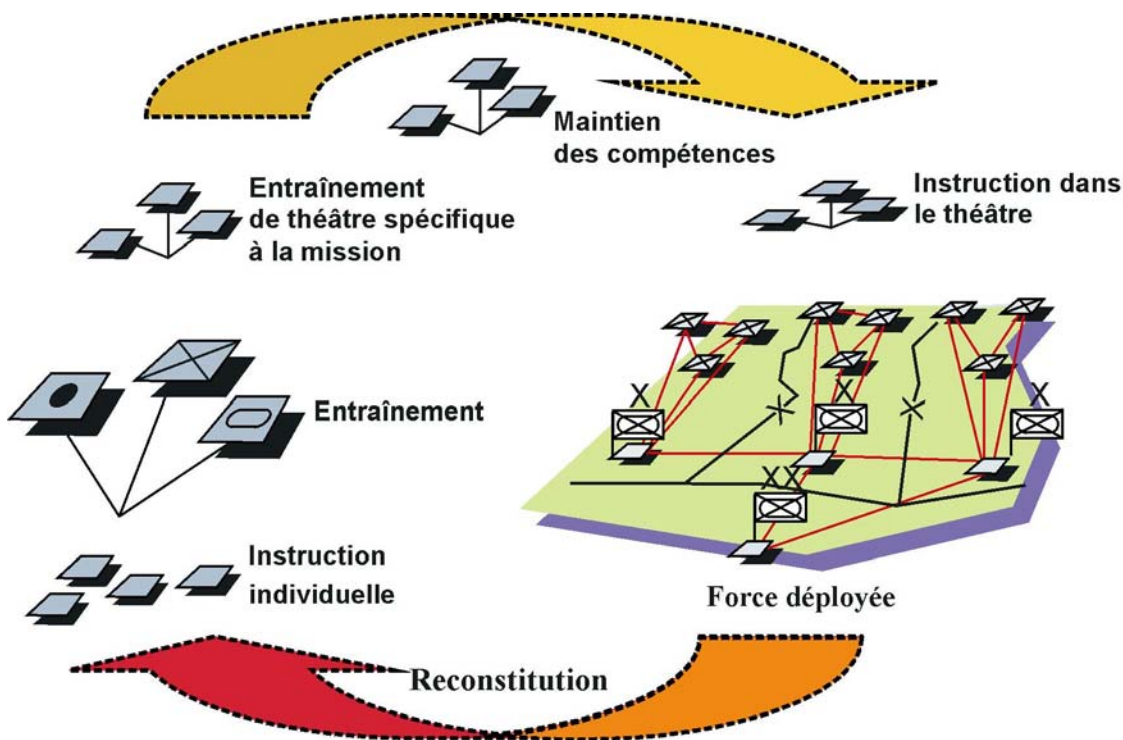 Maintien
des compétences
Entraînement
de théâtre spécifique
à la mission
Instruction dans
le théâtre
Entraînement
X
X
X
XX
Instruction
individuelle
Force déployée
Reconstitution